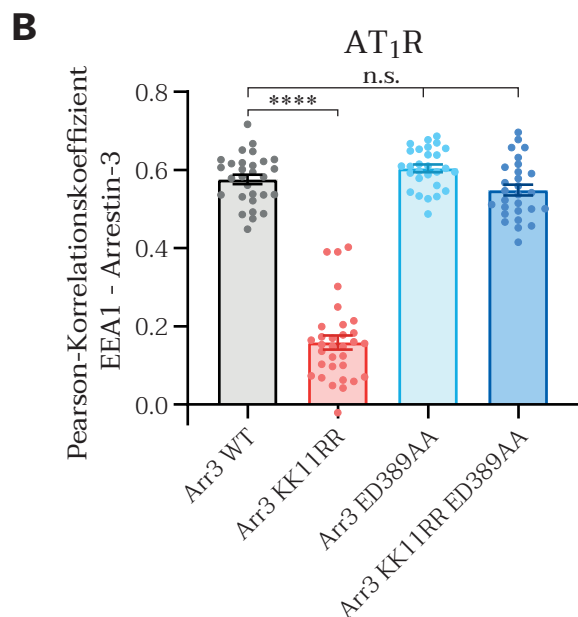 B
AT₁R
n.s.
****
Pearson-Korrelationskoeffizient
EEA1 - Arrestin-3
0.8
0.6
0.4
0.2
0.0
Arr3 WT
Arr3 KK11RR
Arr3 ED389AA
Arr3 KK11RR ED389AA